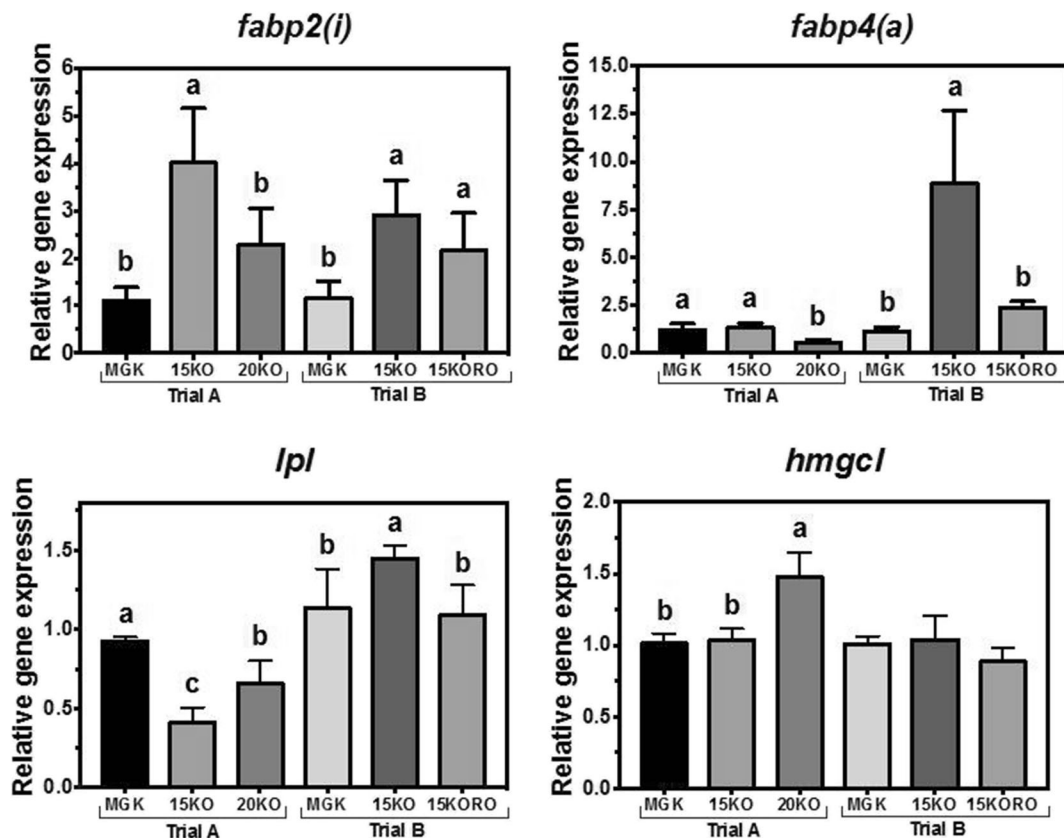 fabp2(i)
Relative gene expression
6
5
4
3
2
1
0
b
a
b
b
a
a
MGK 15KO 20KO MGK 15KO 15KORO
Trial A Trial B
fabp4(a)
Relative gene expression
15.0
12.5
10.0
7.5
5.0
2.5
0.0
a
a
b
b
a
b
MGK 15KO 20KO MGK 15KO 15KORO
Trial A Trial B
lpl
Relative gene expression
1.5
1.0
0.5
0.0
a
c
b
b
a
b
MGK 15KO 20KO MGK 15KO 15KORO
Trial A Trial B
hmgcl
Relative gene expression
2.0
1.5
1.0
0.5
0.0
b
b
a
MGK 15KO 20KO MGK 15KO 15KORO
Trial A Trial B